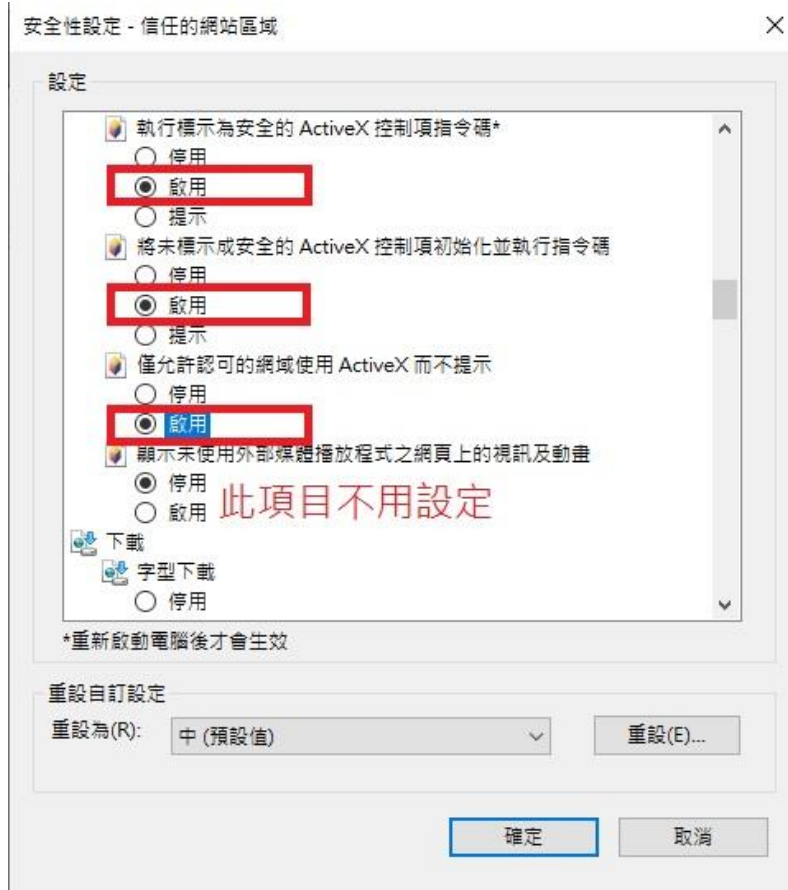 安全性設定 - 信任的網站區域
設定
執行標示為安全的 ActiveX 控制項指令碼*
停用
啟用
提示
將未標示成安全的 ActiveX 控制項初始化並執行指令碼
停用
啟用
提示
僅允許認可的網域使用 ActiveX 而不提示
停用
啟用
顯示未使用外部媒體播放程式之網頁上的視訊及動畫
停用
啟用 此項目不用設定
下載
字型下載
停用
*重新啟動電腦後才會生效
重設自訂設定
重設為(R): 中 (預設值) 重設(E)...
確定 取消